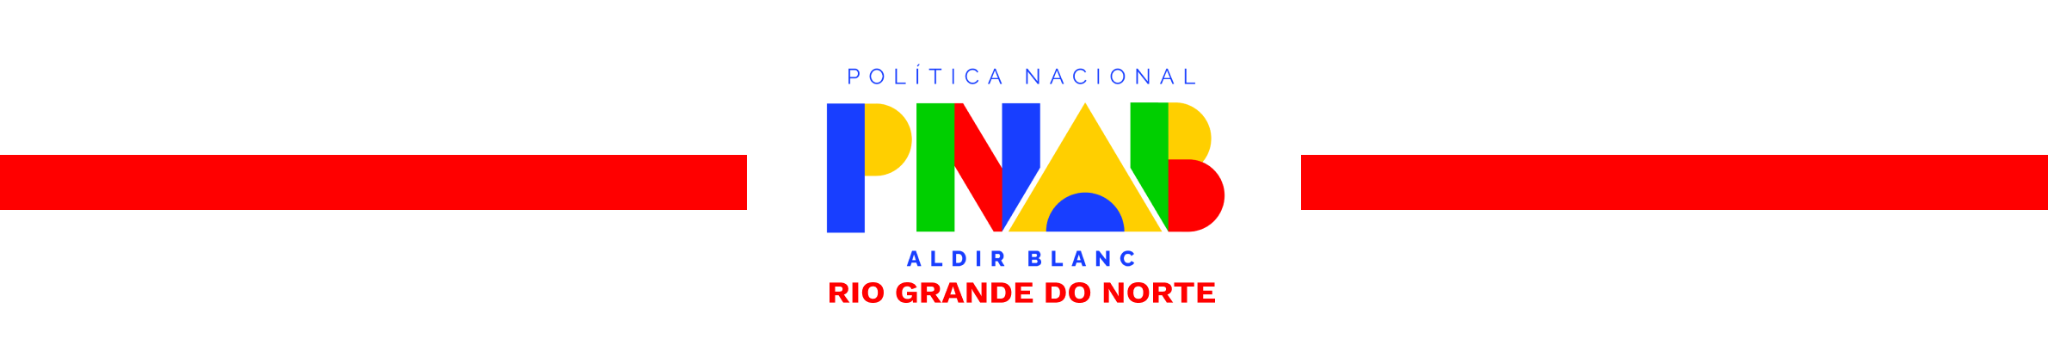 POLÍTICA NACIONAL
PNAB
ALDIR BLANC
RIO GRANDE DO NORTE